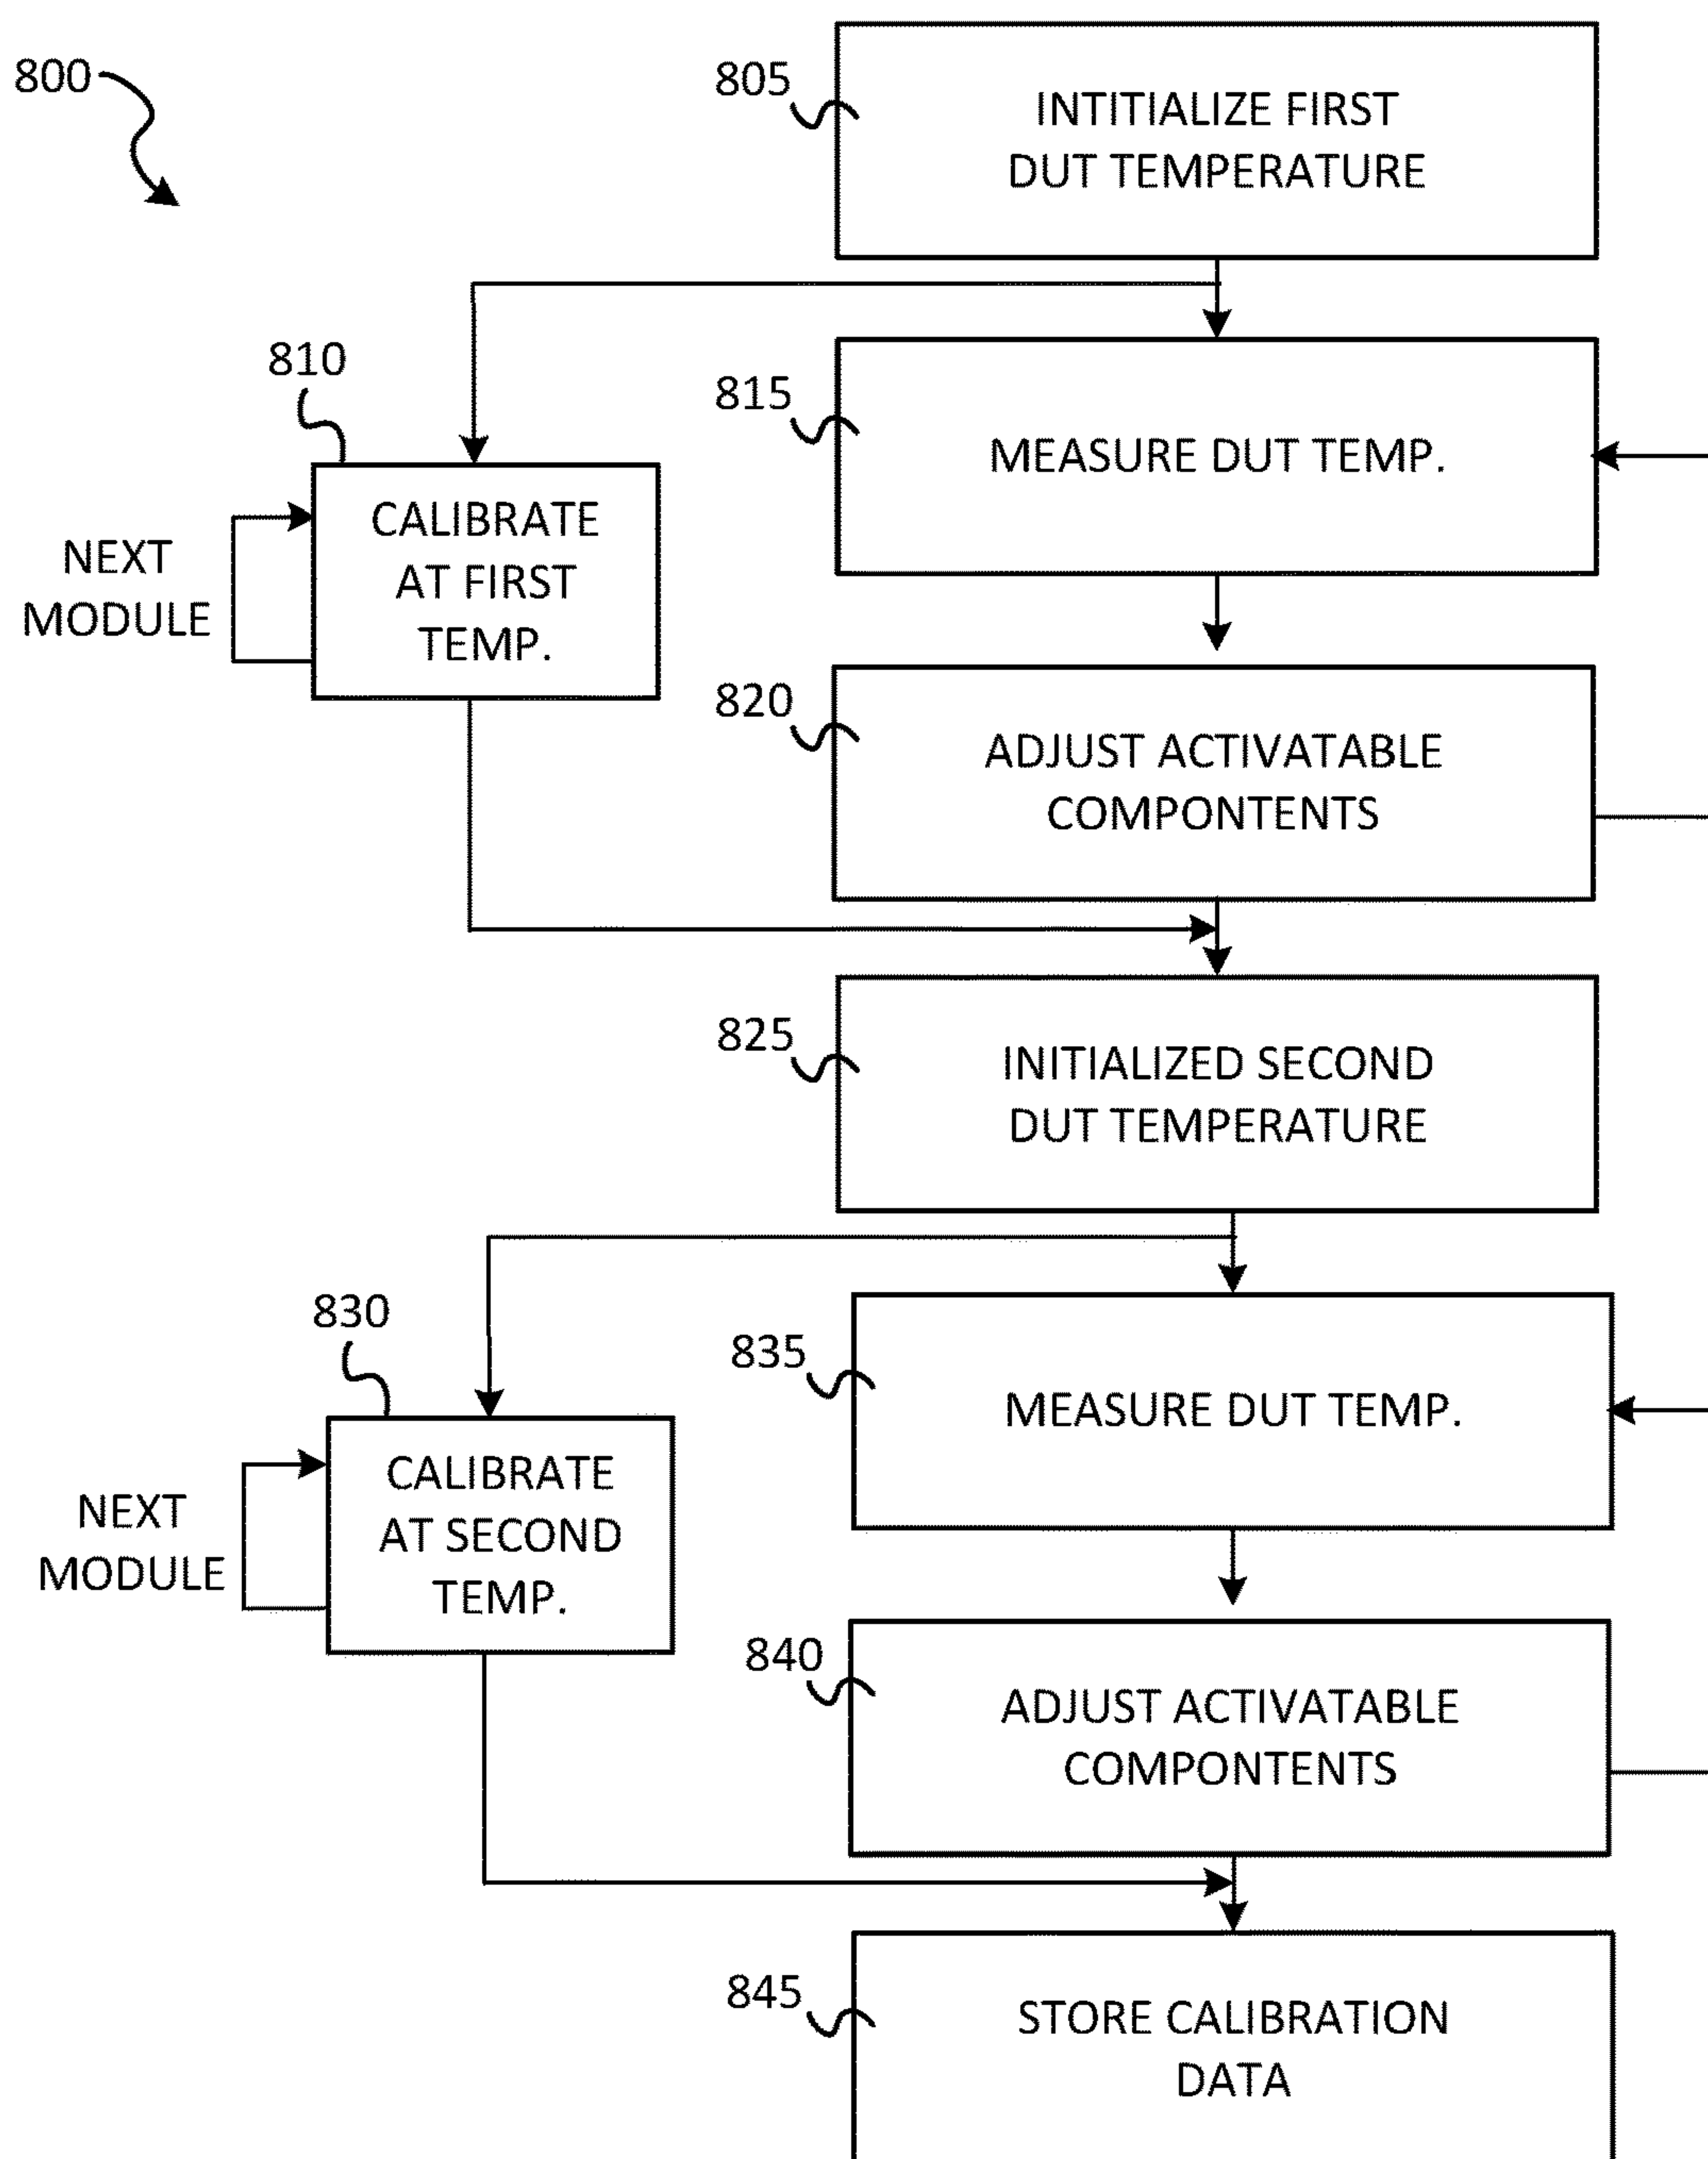 800
805
INTITIALIZE FIRST
DUT TEMPERATURE
810
815
MEASURE DUT TEMP.
CALIBRATE
AT FIRST
TEMP.
NEXT
MODULE
820
ADJUST ACTIVATABLE
COMPONTENTS
825
INITIALIZED SECOND
DUT TEMPERATURE
830
835
MEASURE DUT TEMP.
CALIBRATE
AT SECOND
TEMP.
NEXT
MODULE
840
ADJUST ACTIVATABLE
COMPONTENTS
845
STORE CALIBRATION
DATA